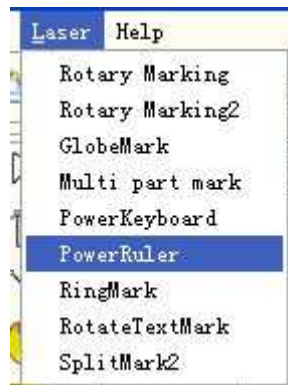 Laser Help
Rotary Marking
Rotary Marking2
GlobeMark
Multi part mark
PowerKeyboard
PowerRuler
RingMark
RotateTextMark
SplitMark2